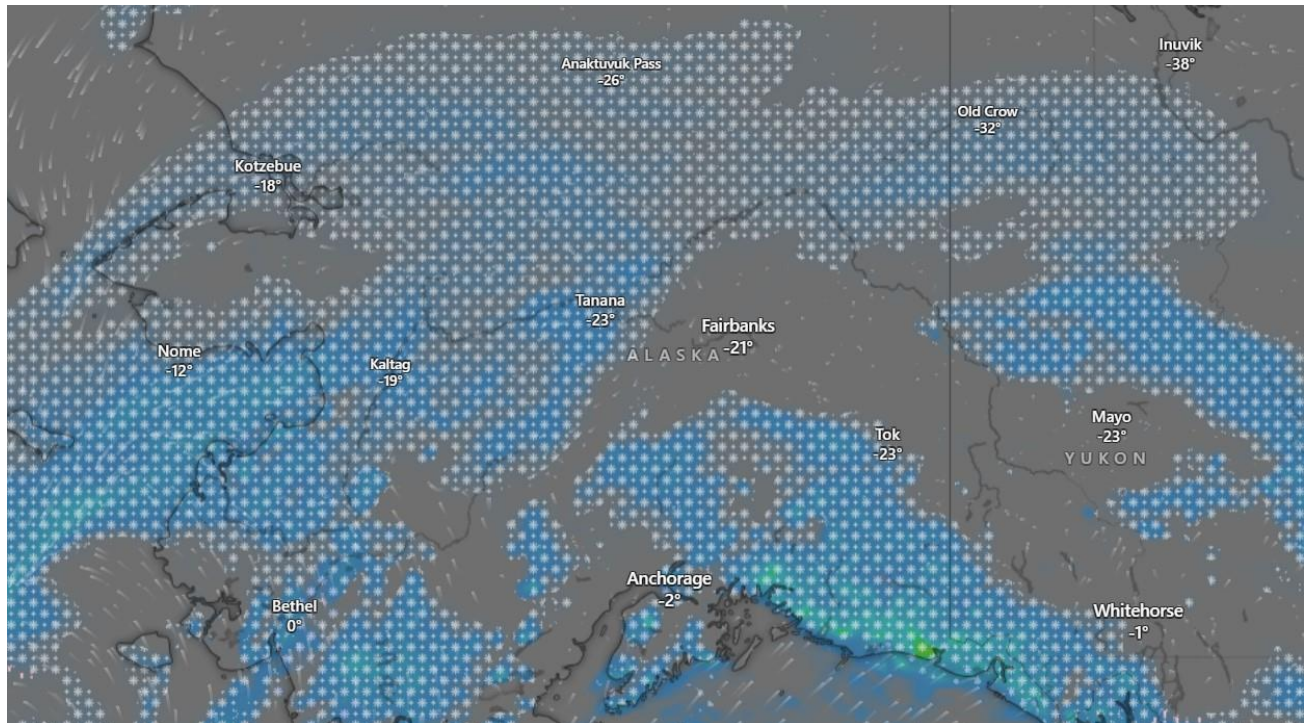 Inuvik
-38°
Anaktuvuk Pass
-26°
Old Crow
-32°
Kotzebue
-18°
Tanana
-23°
Fairbanks
-21°
ALASKA
Nome
-12°
Kaltag
-19°
Mayo
-23°
YUKON
Tok
-23°
Anchorage
-2°
Bethel
0°
Whitehorse
-1°